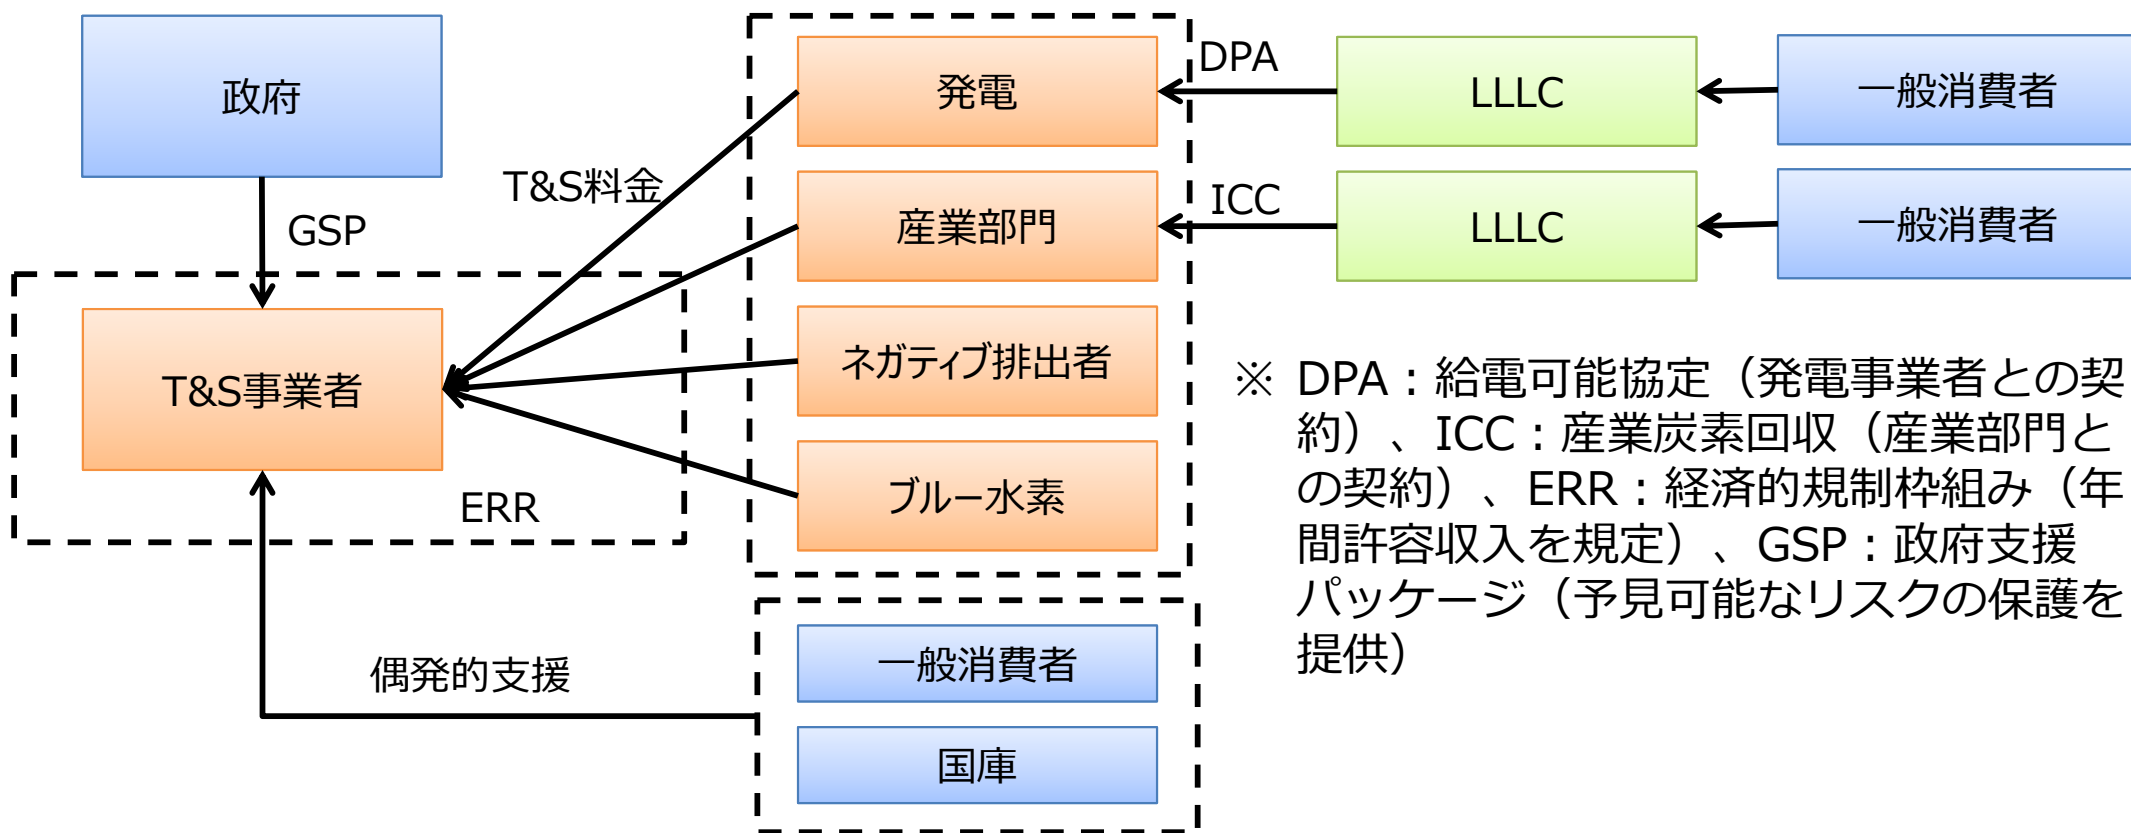 政府
GSP
T&S事業者
ERR
T&S料金
偶発的支援
発電
産業部門
ネガティブ排出者
ブルー水素
一般消費者
国庫
DPA
LLLC
一般消費者
ICC
LLLC
一般消費者
※ DPA：給電可能協定（発電事業者との契
約）、ICC：産業炭素回収（産業部門と
の契約）、ERR：経済的規制枠組み（年
間許容収入を規定）、GSP：政府支援
パッケージ（予見可能なリスクの保護を
提供）